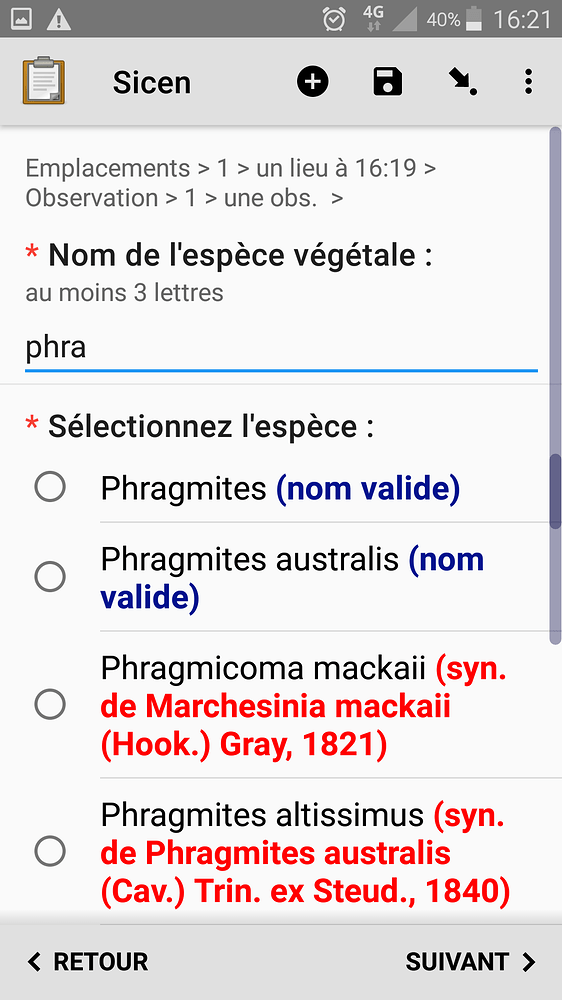 4G 40% 16:21
Sicen
Emplacements > 1 > un lieu à 16:19 >
Observation > 1 > une obs. >
* Nom de l'espèce végétale :
au moins 3 lettres
phra
* Sélectionnez l'espèce :
Phragmites (nom valide)
Phragmites australis (nom
valide)
Phragmicoma mackaii (syn.
de Marchesinia mackaii
(Hook.) Gray, 1821)
Phragmites altissimus (syn.
de Phragmites australis
(Cav.) Trin. ex Steud., 1840)
RETOUR SUIVANT